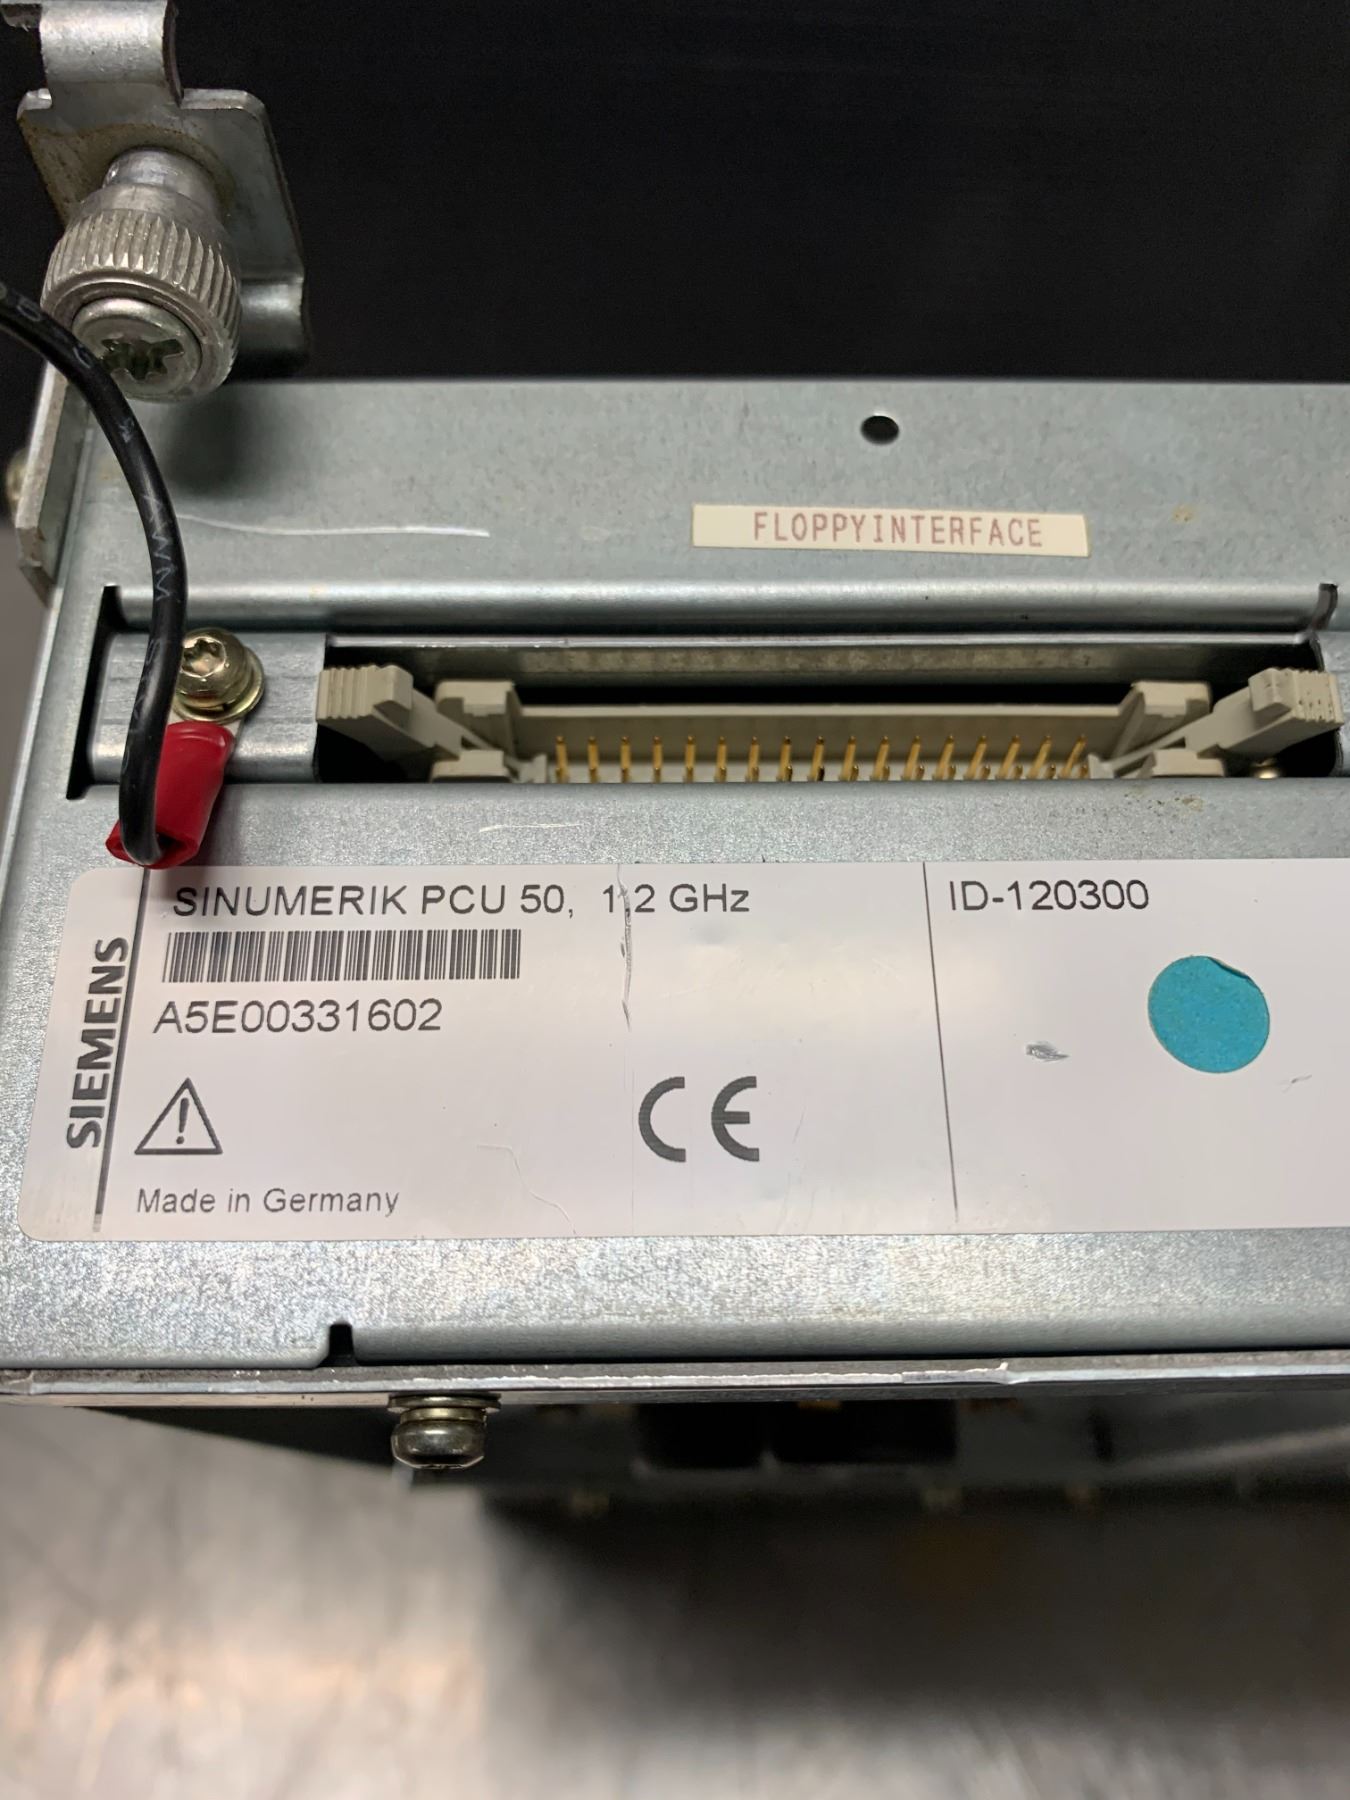 FLOPPYINTERFACE
SIEMENS
SINUMERIK PCU 50, 1.2 GHz
ID-120300
A5E00331602
CE
Made in Germany